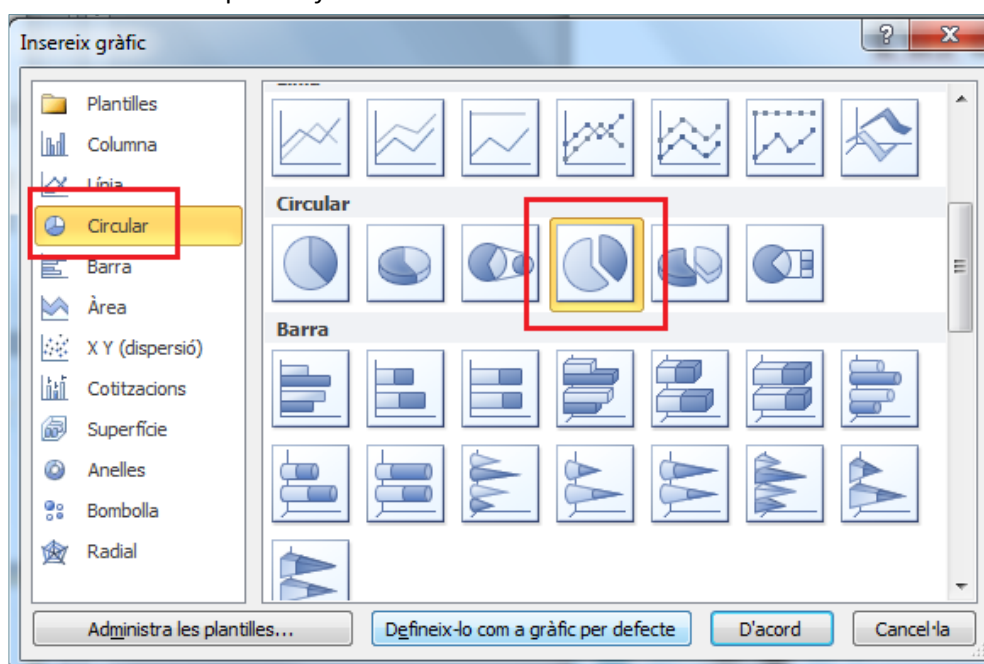 Insereix gràfic
Plantilles
Columna
Línia
Circular
Barra
Àrea
X Y (dispersió)
Cotitzacions
Superfície
Anelles
Bombolla
Radial
Circular
Barra
Administra les plantilles...
Defineix-lo com a gràfic per defecte
D'acord
Cancel·la